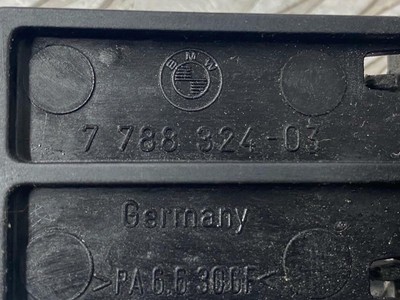 BMW
7 788 324-03
Germany
>PA 6.6 30GF<